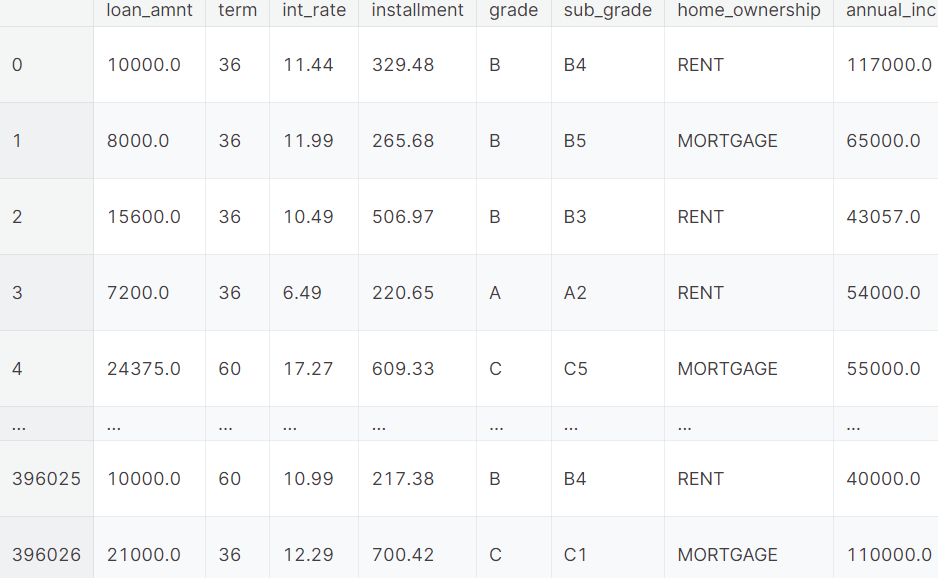 loan_amnt term int_rate installment grade sub_grade home_ownership annual_inc
0 10000.0 36 11.44 329.48 B B4 RENT 117000.0
1 8000.0 36 11.99 265.68 B B5 MORTGAGE 65000.0
2 15600.0 36 10.49 506.97 B B3 RENT 43057.0
3 7200.0 36 6.49 220.65 A A2 RENT 54000.0
4 24375.0 60 17.27 609.33 C C5 MORTGAGE 55000.0
... ... ... ... ... ... ... ... ...
396025 10000.0 60 10.99 217.38 B B4 RENT 40000.0
396026 21000.0 36 12.29 700.42 C C1 MORTGAGE 110000.0